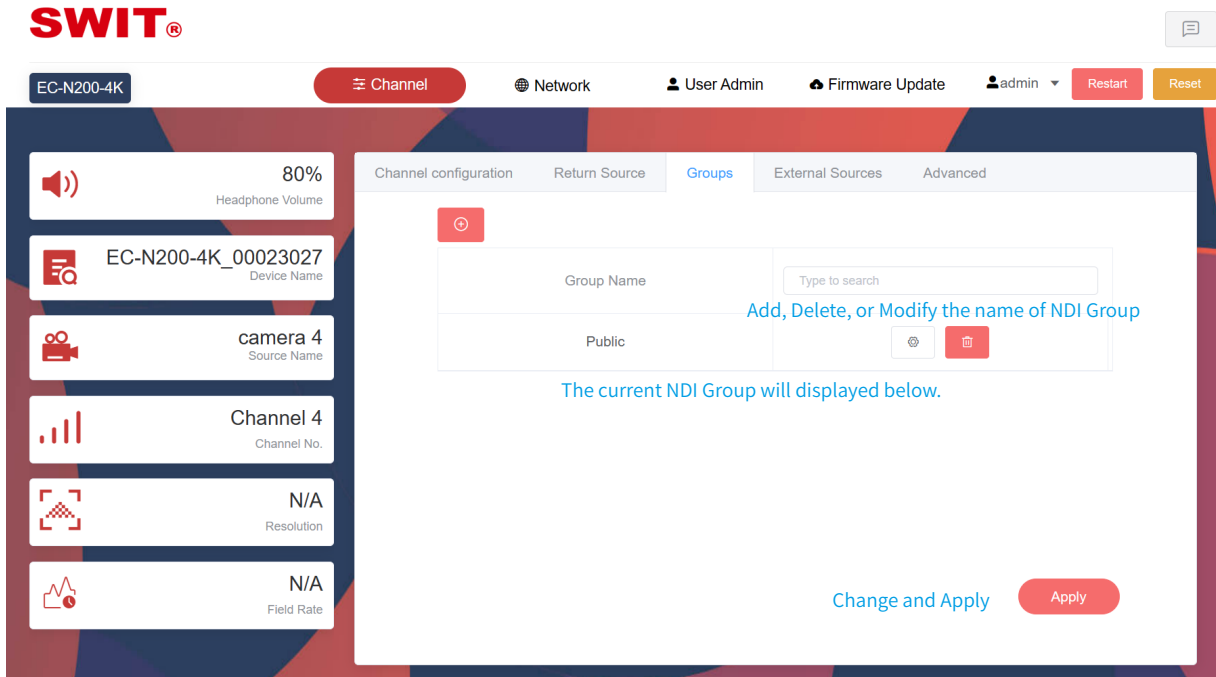 SWIT®
EC-N200-4K
Channel
Network
User Admin
Firmware Update
admin
Restart
Reset
80%
Headphone Volume
EC-N200-4K_00023027
Device Name
camera 4
Source Name
Channel 4
Channel No.
N/A
Resolution
N/A
Field Rate
Channel configuration
Return Source
Groups
External Sources
Advanced
Group Name
Type to search
Add, Delete, or Modify the name of NDI Group
Public
The current NDI Group will displayed below.
Change and Apply
Apply